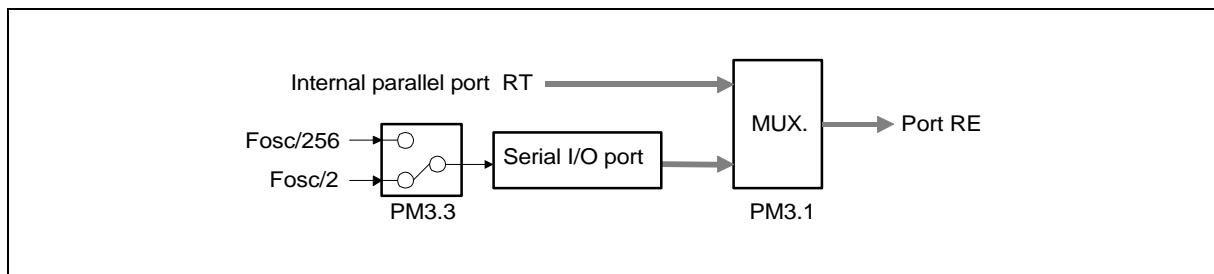 Internal parallel port RT
MUX.
Port RE
Fosc/256
Serial I/O port
Fosc/2
PM3.3
PM3.1